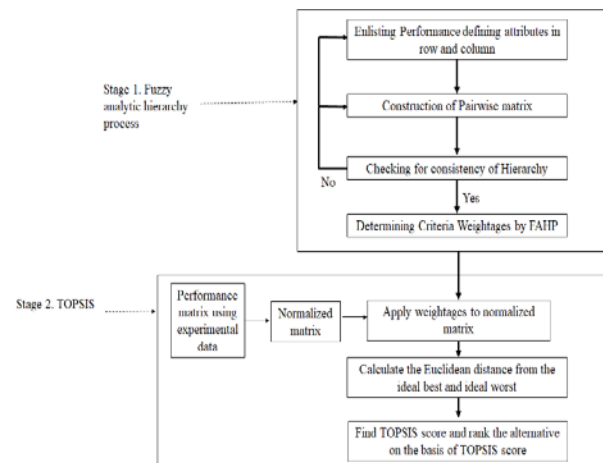 Enlisting Performance defining attributes in
row and column
Stage 1. Fuzzy
analytic hierarchy
process
Construction of Pairwise matrix
Checking for consistency of Hierarchy
No
Yes
Determining Criteria Weightages by FAHP
Stage 2. TOPSIS
Performance
matrix using
experimental
data
Normalized
matrix
Apply weightages to normalized
matrix
Calculate the Euclidean distance from the
ideal best and ideal worst
Find TOPSIS score and rank the alternative
on the basis of TOPSIS score